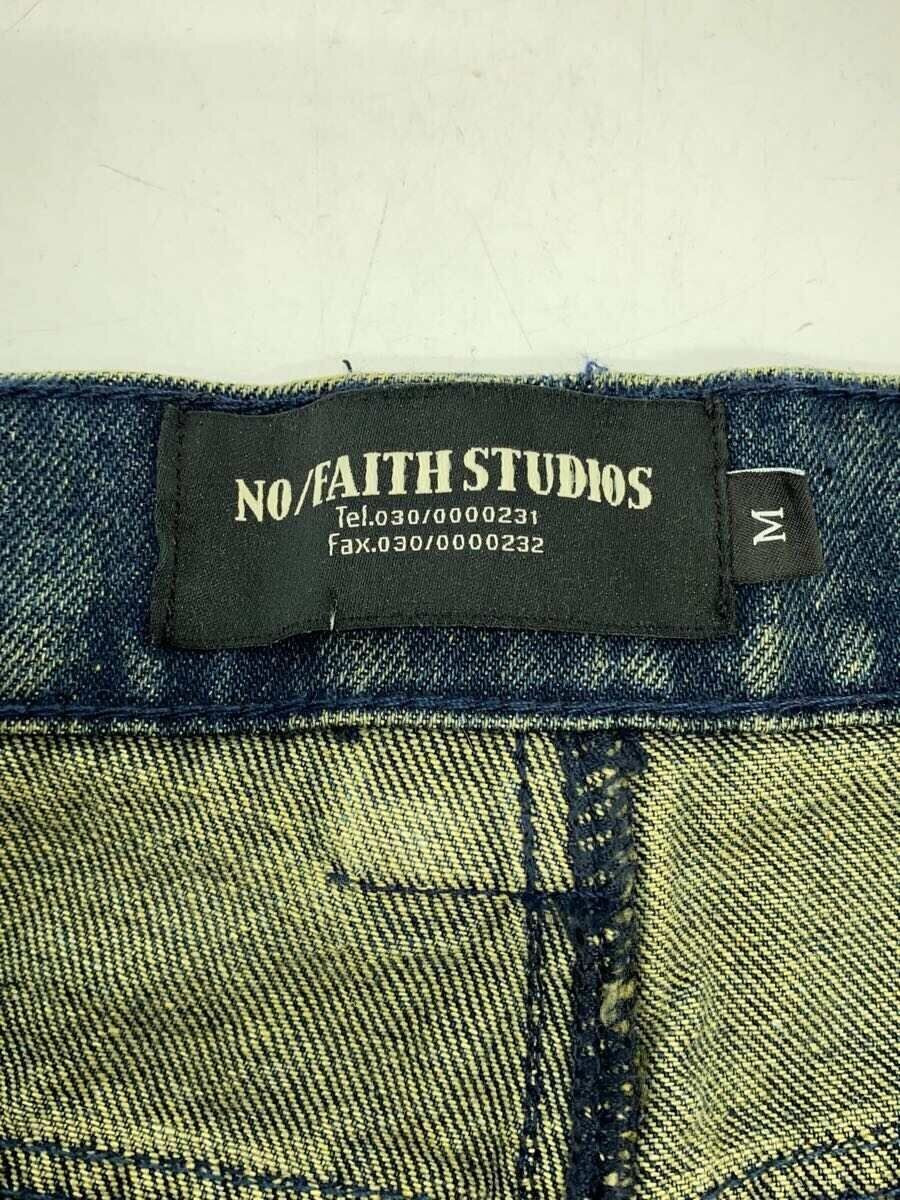 NO/FAITH STUDIOS
Tel.030/0000231
Fax.030/0000232
M